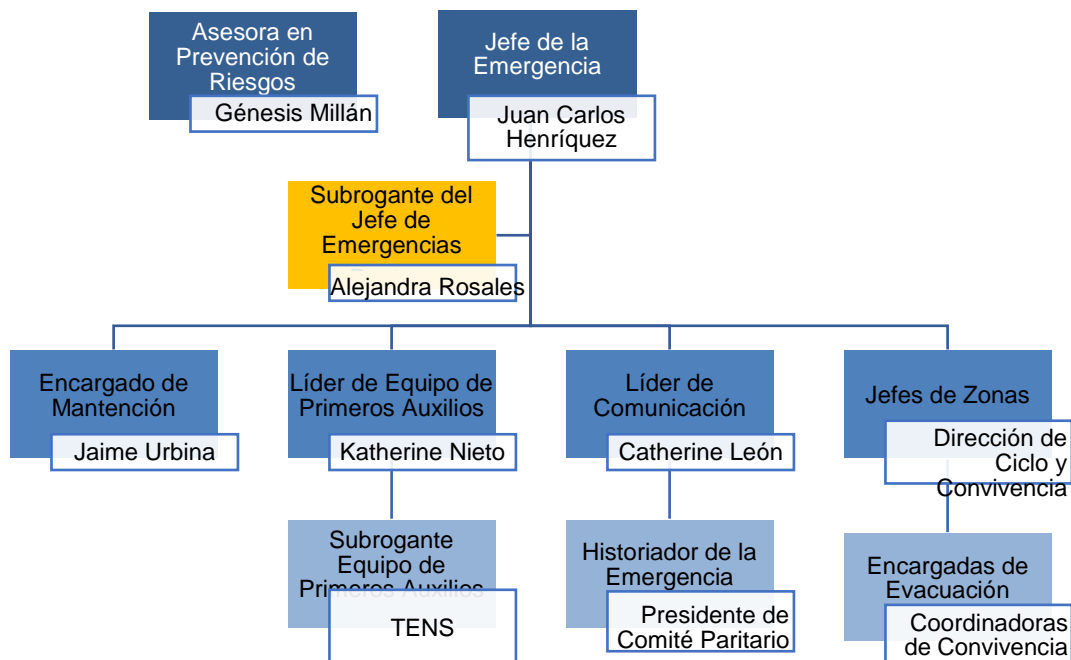 Asesora en
Prevención de
Riesgos
Génesis Millán
Jefe de la
Emergencia
Juan Carlos
Henríquez
Subrogante del
Jefe de
Emergencias
Alejandra Rosales
Encargado de
Mantención
Jaime Urbina
Líder de Equipo de
Primeros Auxilios
Katherine Nieto
Líder de
Comunicación
Catherine León
Jefes de Zonas
Dirección de
Ciclo y
Convivencia
Subrogante
Equipo de
Primeros Auxilios
TENS
Historiador de la
Emergencia
Presidente de
Comité Paritario
Encargadas de
Evacuación
Coordinadoras
de Convivencia